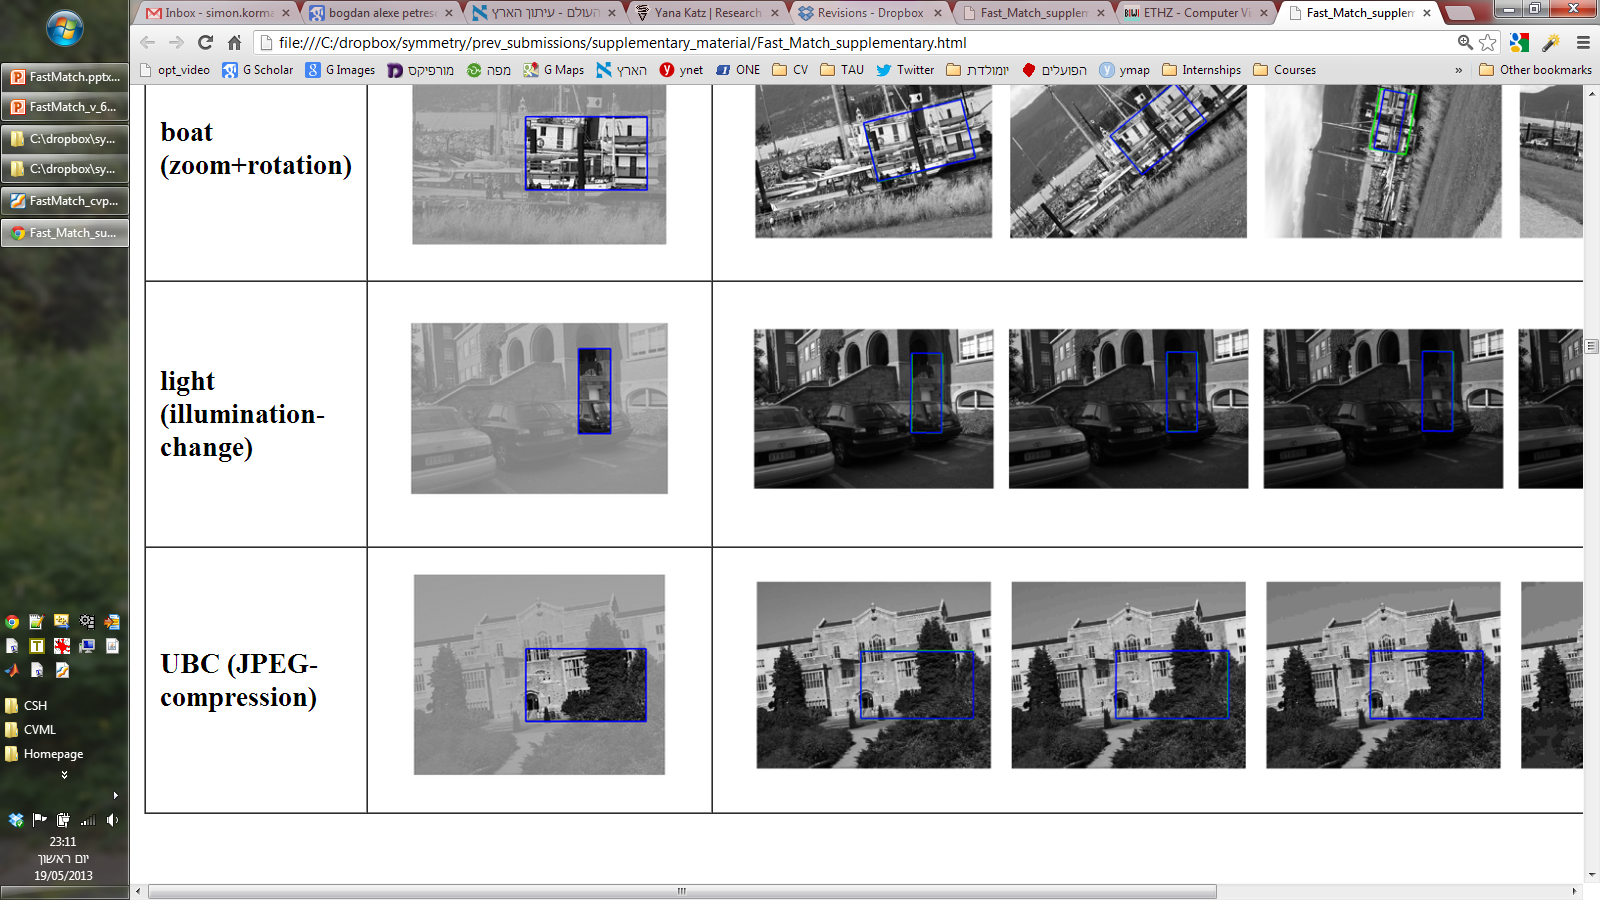 Inbox - simon.korma
bogdan alexe petres
העולם - עיתון הארץ
Yana Katz | Research
Revisions - Dropbox
Fast_Match_supplem
ETHZ - Computer Vi
Fast_Match_supplem
file:///C:/dropbox/symmetry/prev_submissions/supplementary_material/Fast_Match_supplementary.html
opt_video
G Scholar
G Images
מורפיקס
מפה
G Maps
הארץ
ynet
ONE
CV
TAU
Twitter
יומולדת
הפועלים
ymap
Internships
Courses
»
Other bookmarks
FastMatch.pptx...
FastMatch_v_6...
C:\dropbox\sy...
C:\dropbox\sy...
FastMatch_cvp...
Fast_Match_su...
boat
(zoom+rotation)
light
(illumination-
change)
UBC (JPEG-
compression)
CSH
CVML
Homepage
23:11
יום ראשון
19/05/2013